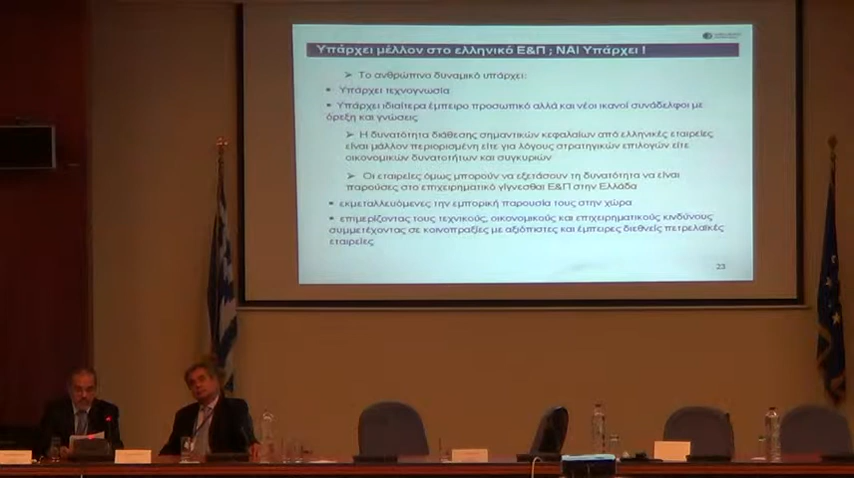 Υπάρχει μέλλον στο ελληνικό Ε&Π ; ΝΑΙ Υπάρχει !
➢ Το ανθρώπινα δυναμικό υπάρχει:
▪ Υπάρχει τεχνογνωσία
▪ Υπάρχει ιδιαίτερα έμπειρο προσωπικό αλλά και νέοι ικανοί συνάδελφοι με
όρεξη και γνώσεις
➢ Η δυνατότητα διάθεσης σημαντικών κεφαλαίων από ελληνικές εταιρείες
είναι μάλλον περιορισμένη είτε για λόγους στρατηγικών επιλογών είτε
οικονομικών δυνατοτήτων και συγκυριών
➢ Οι εταιρείες όμως μπορούν να εξετάσουν τη δυνατότητα να είναι
παρούσες στο επιχειρηματικό γίγνεσθαι Ε&Π στην Ελλάδα
▪ εκμεταλλευόμενες την εμπορική παρουσία τους στην χώρα
▪ επιμερίζοντας τους τεχνικούς, οικονομικούς και επιχειρηματικούς κινδύνους
συμμετέχοντας σε κοινοπραξίες με αξιόπιστες και έμπειρες διεθνείς πετρελαϊκές
εταιρείες
23